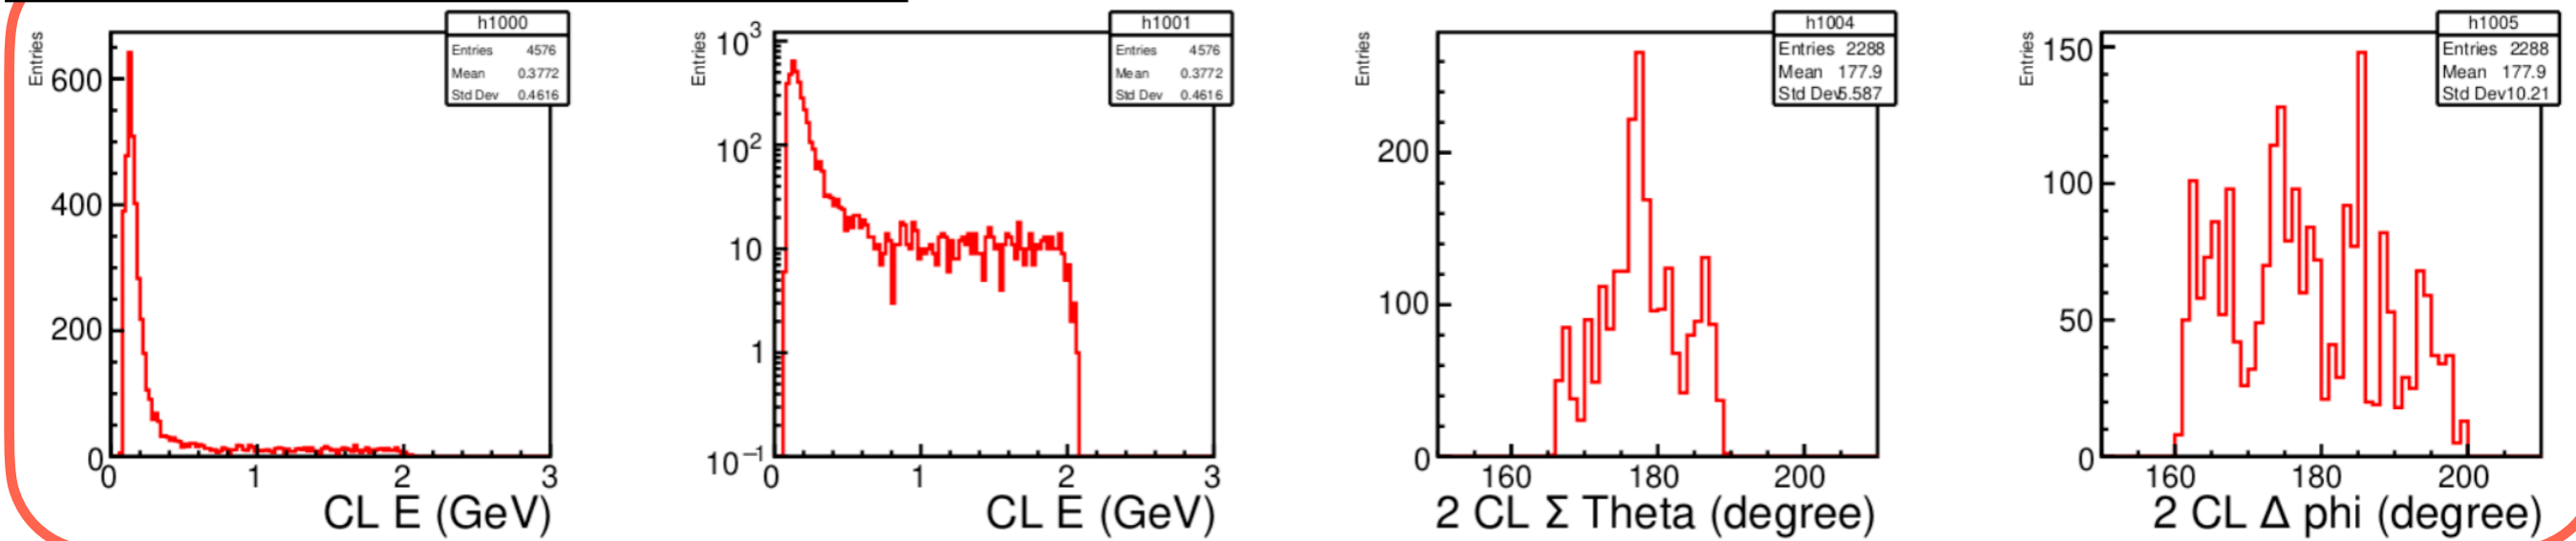 h1000
Entries 4576
Mean 0.3772
Std Dev 0.4616
Entries
600
400
200
0
0 1 2 3
CL E (GeV)
h1001
Entries 4576
Mean 0.3772
Std Dev 0.4616
Entries
10³
10²
10
1
10⁻¹
0 1 2 3
CL E (GeV)
h1004
Entries 2288
Mean 177.9
Std Dev 5.587
Entries
200
100
0
160 180 200
2 CL Σ Theta (degree)
h1005
Entries 2288
Mean 177.9
Std Dev 10.21
Entries
150
100
50
0
160 180 200
2 CL Δ phi (degree)